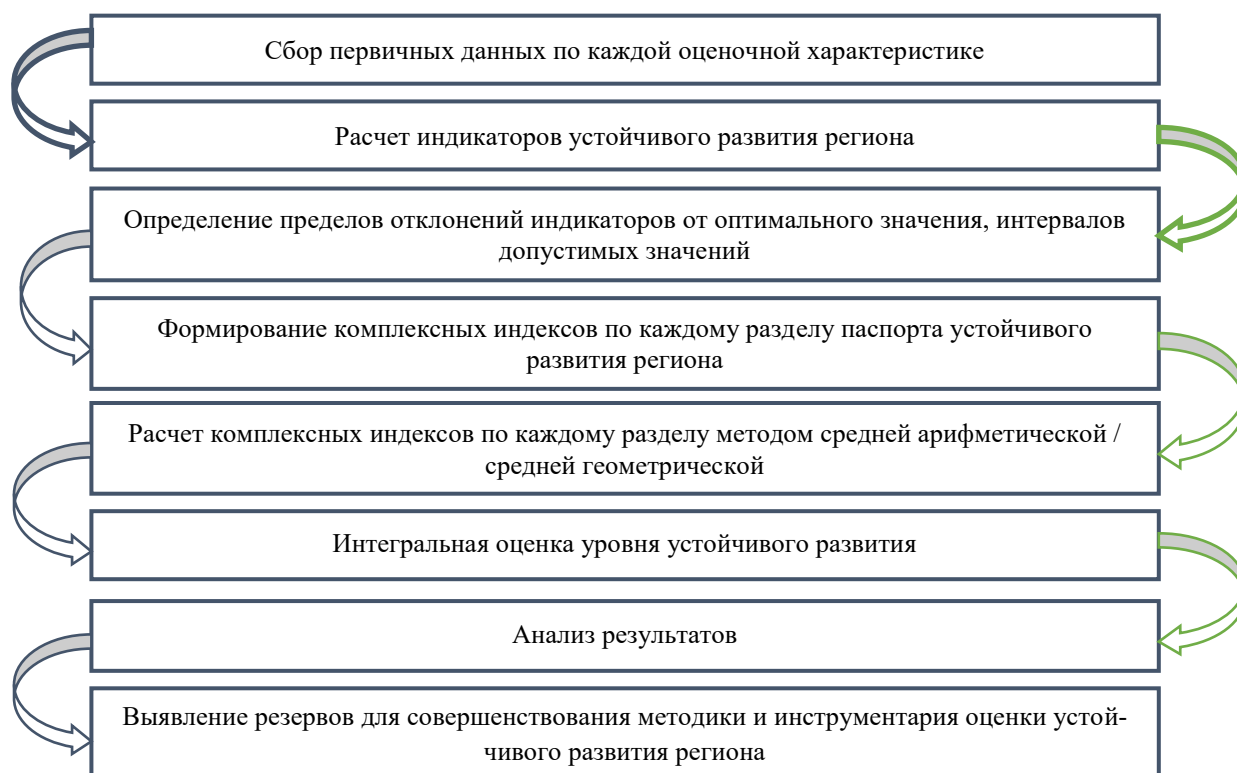 Сбор первичных данных по каждой оценочной характеристике
Расчет индикаторов устойчивого развития региона
Определение пределов отклонений индикаторов от оптимального значения, интервалов
допустимых значений
Формирование комплексных индексов по каждому разделу паспорта устойчивого
развития региона
Расчет комплексных индексов по каждому разделу методом средней арифметической /
средней геометрической
Интегральная оценка уровня устойчивого развития
Анализ результатов
Выявление резервов для совершенствования методики и инструментария оценки устой-
чивого развития региона